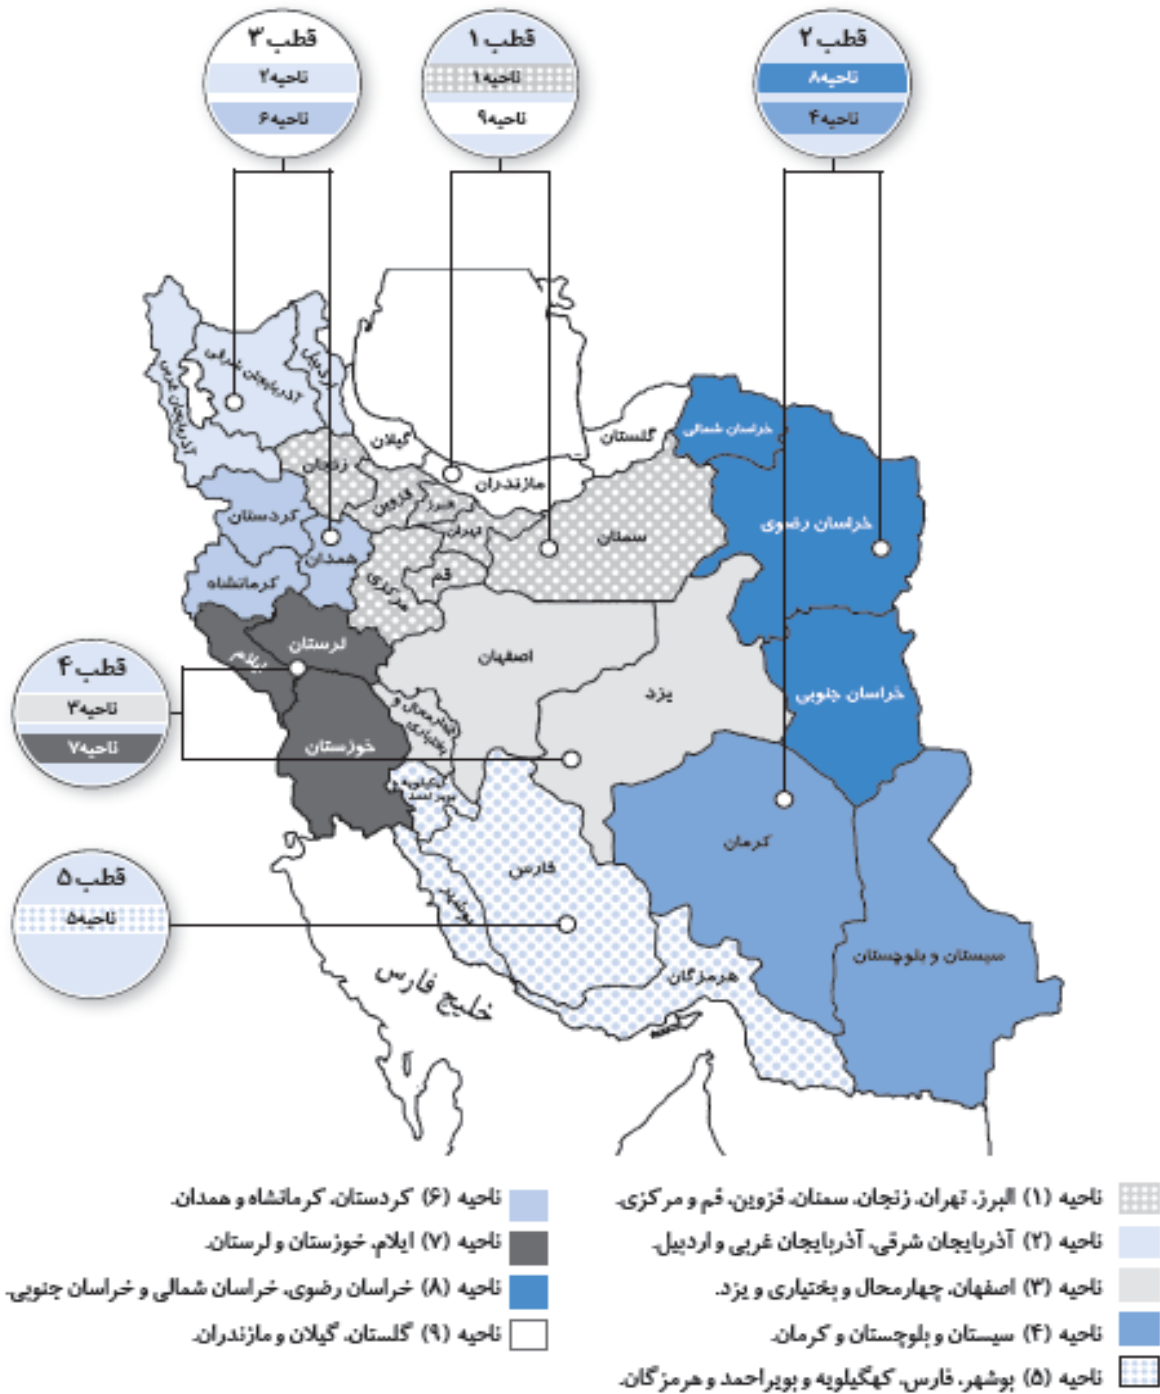 قطب ۳
ناحیه۲
ناحیه۶
قطب ۱
ناحیه۱
ناحیه۹
قطب ۲
ناحیه۸
ناحیه۴
قطب ۴
ناحیه۳
ناحیه۷
قطب ۵
ناحیه۵
آذربایجان غربی
آذربایجان شرقی
اردبیل
گیلان
مازندران
گلستان
خراسان شمالی
خراسان رضوی
خراسان جنوبی
زنجان
قزوین
البرز
تهران
سمنان
قم
مرکزی
کردستان
همدان
کرمانشاه
لرستان
ایلام
خوزستان
اصفهان
یزد
چهارمحال و
بختیاری
کهگیلویه و
بویر احمد
فارس
بوشهر
هرمزگان
کرمان
سیستان و بلوچستان
خلیج فارس
ناحیه (۱) البرز، تهران، زنجان، سمنان، قزوین، قم و مرکزی.
ناحیه (۲) آذربایجان شرقی، آذربایجان غربی و اردبیل.
ناحیه (۳) اصفهان، چهارمحال و بختیاری و یزد.
ناحیه (۴) سیستان و بلوچستان و کرمان.
ناحیه (۵) بوشهر، فارس، کهگیلویه و بویراحمد و هرمزگان.
ناحیه (۶) کردستان، کرمانشاه و همدان.
ناحیه (۷) ایلام، خوزستان و لرستان.
ناحیه (۸) خراسان رضوی، خراسان شمالی و خراسان جنوبی.
ناحیه (۹) گلستان، گیلان و مازندران.